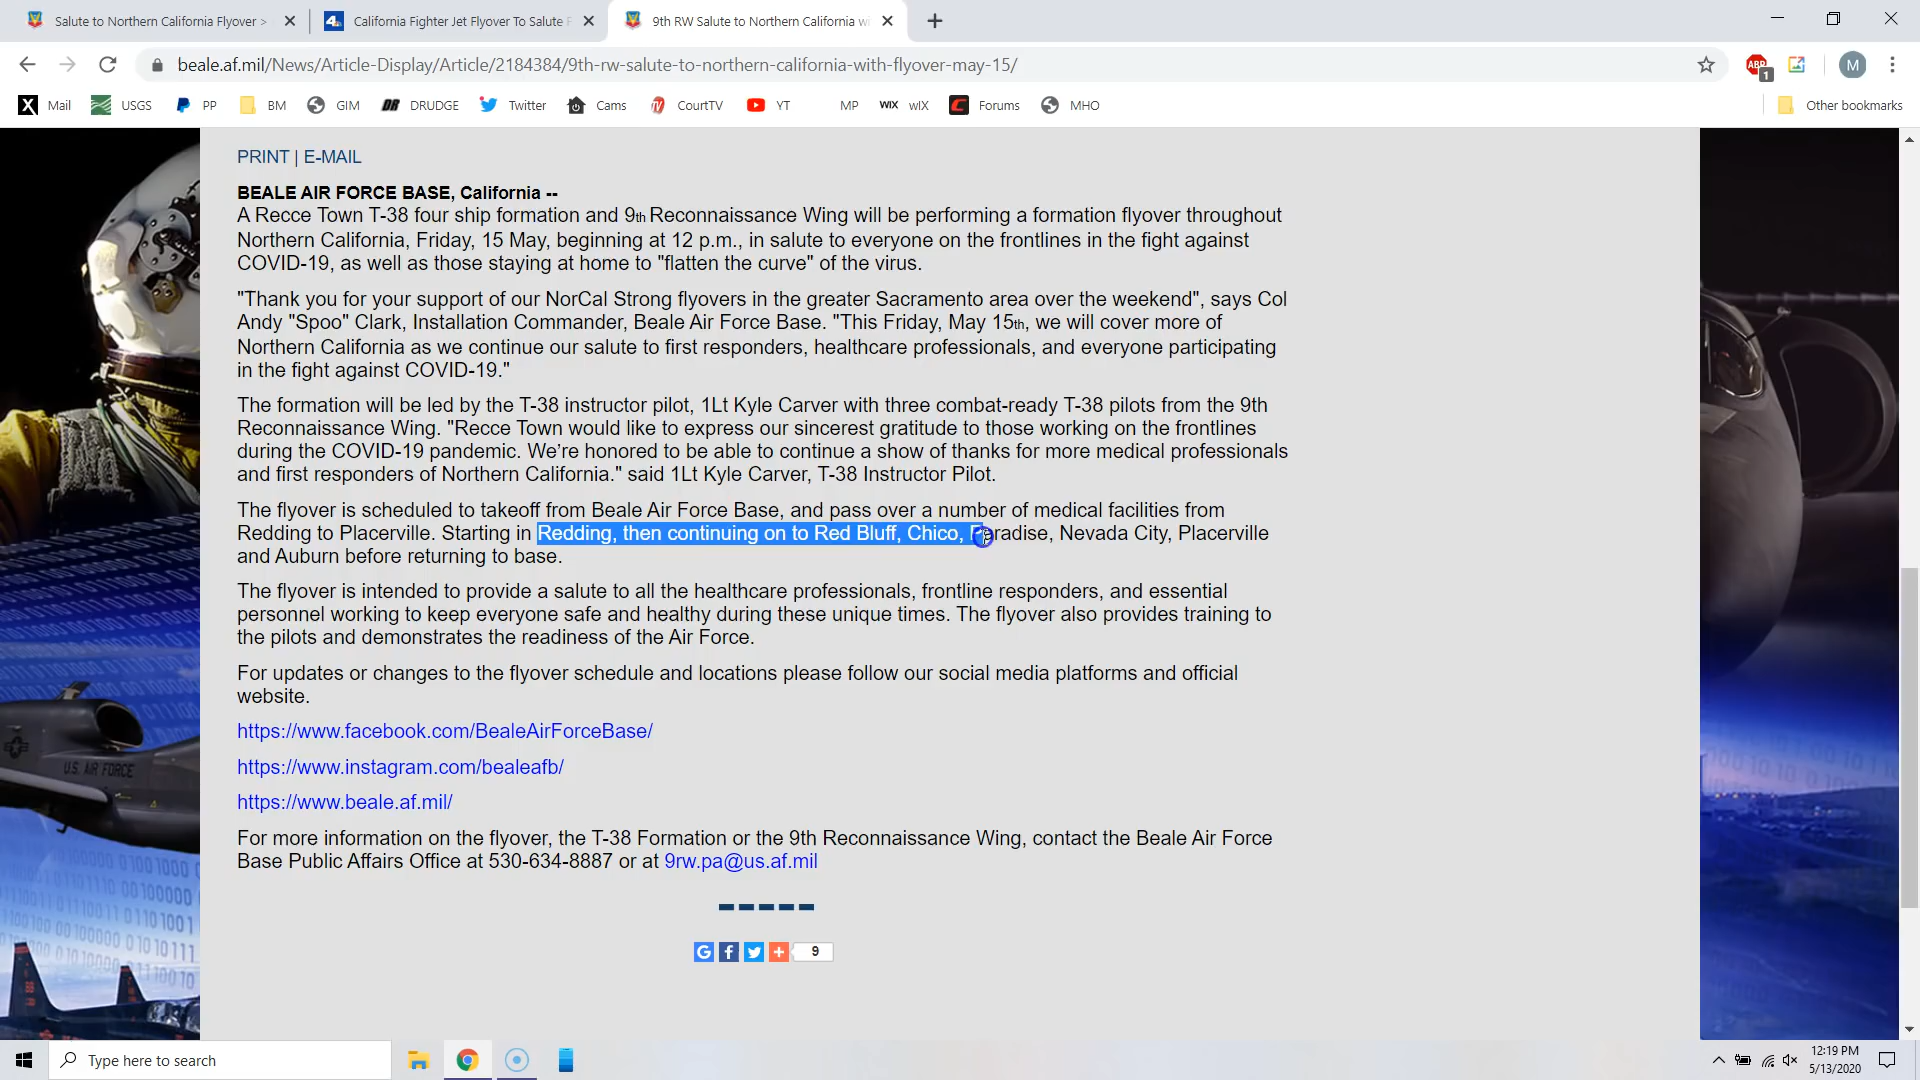 Salute to Northern California Flyover >
California Fighter Jet Flyover To Salute F
9th RW Salute to Northern California wi
beale.af.mil/News/Article-Display/Article/2184384/9th-rw-salute-to-northern-california-with-flyover-may-15/
ABP 1 M
X Mail USGS PP BM GIM DR DRUDGE Twitter Cams CourtTV YT MP WIX wIX C Forums MHO Other bookmarks
PRINT | E-MAIL
BEALE AIR FORCE BASE, California --
A Recce Town T-38 four ship formation and 9th Reconnaissance Wing will be performing a formation flyover throughout
Northern California, Friday, 15 May, beginning at 12 p.m., in salute to everyone on the frontlines in the fight against
COVID-19, as well as those staying at home to "flatten the curve" of the virus.
"Thank you for your support of our NorCal Strong flyovers in the greater Sacramento area over the weekend", says Col
Andy "Spoo" Clark, Installation Commander, Beale Air Force Base. "This Friday, May 15th, we will cover more of
Northern California as we continue our salute to first responders, healthcare professionals, and everyone participating
in the fight against COVID-19."
The formation will be led by the T-38 instructor pilot, 1Lt Kyle Carver with three combat-ready T-38 pilots from the 9th
Reconnaissance Wing. "Recce Town would like to express our sincerest gratitude to those working on the frontlines
during the COVID-19 pandemic. We're honored to be able to continue a show of thanks for more medical professionals
and first responders of Northern California." said 1Lt Kyle Carver, T-38 Instructor Pilot.
The flyover is scheduled to takeoff from Beale Air Force Base, and pass over a number of medical facilities from
Redding to Placerville. Starting in Redding, then continuing on to Red Bluff, Chico, Paradise, Nevada City, Placerville
and Auburn before returning to base.
The flyover is intended to provide a salute to all the healthcare professionals, frontline responders, and essential
personnel working to keep everyone safe and healthy during these unique times. The flyover also provides training to
the pilots and demonstrates the readiness of the Air Force.
For updates or changes to the flyover schedule and locations please follow our social media platforms and official
website.
https://www.facebook.com/BealeAirForceBase/
https://www.instagram.com/bealeafb/
https://www.beale.af.mil/
For more information on the flyover, the T-38 Formation or the 9th Reconnaissance Wing, contact the Beale Air Force
Base Public Affairs Office at 530-634-8887 or at 9rw.pa@us.af.mil
G f + 9
U.S. AIR FORCE
BB
Type here to search
12:19 PM
5/13/2020